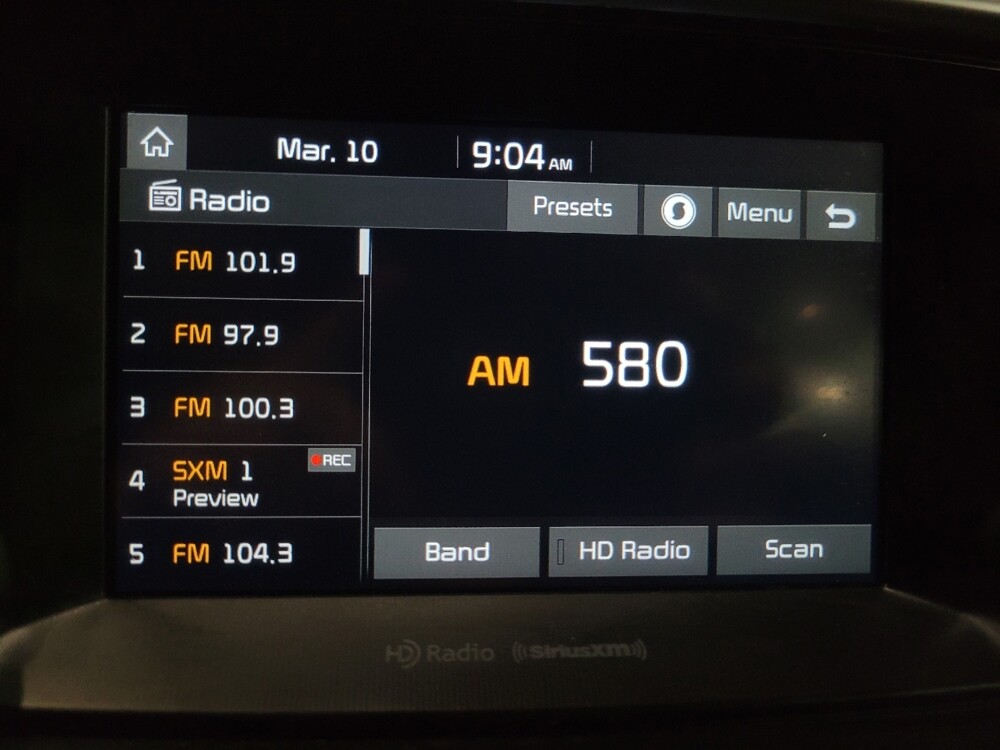 Mar. 10 9:04 AM
Radio Presets Menu
1 FM 101.9
2 FM 97.9
3 FM 100.3
4 SXM 1 REC
Preview
5 FM 104.3
AM 580
Band HD Radio Scan
HD Radio ((SiriusXM))